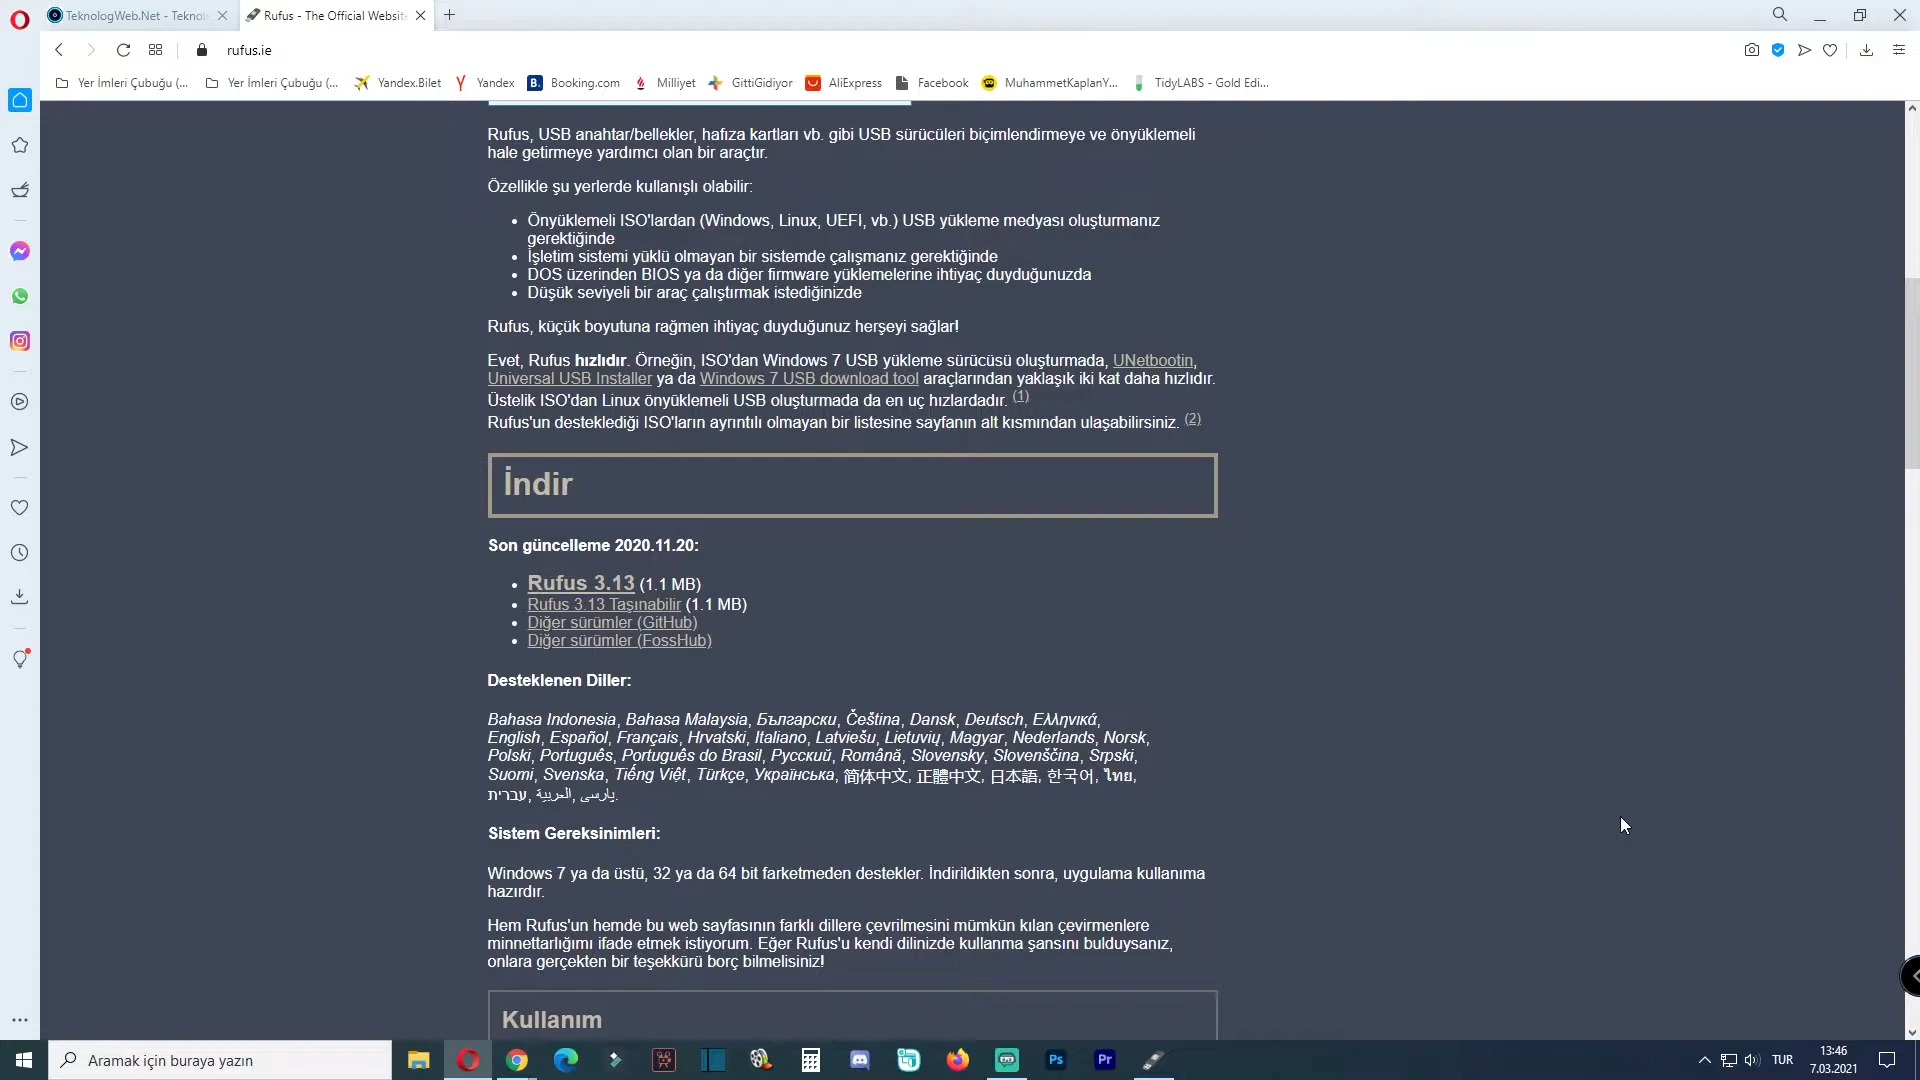 TeknologWeb.Net - Teknol
Rufus - The Official Website
rufus.ie
Yer İmleri Çubuğu (...
Yer İmleri Çubuğu (...
Yandex.Bilet
Yandex
Booking.com
Milliyet
GittiGidiyor
AliExpress
Facebook
MuhammetKaplanY...
TidyLABS - Gold Edi...
Rufus, USB anahtar/bellekler, hafıza kartları vb. gibi USB sürücüleri biçimlendirmeye ve önyüklemeli
hale getirmeye yardımcı olan bir araçtır.
Özellikle şu yerlerde kullanışlı olabilir:
• Önyüklemeli ISO'lardan (Windows, Linux, UEFI, vb.) USB yükleme medyası oluşturmanız
gerektiğinde
• İşletim sistemi yüklü olmayan bir sistemde çalışmanız gerektiğinde
• DOS üzerinden BIOS ya da diğer firmware yüklemelerine ihtiyaç duyduğunuzda
• Düşük seviyeli bir araç çalıştırmak istediğinizde
Rufus, küçük boyutuna rağmen ihtiyaç duyduğunuz herşeyi sağlar!
Evet, Rufus hızlıdır. Örneğin, ISO'dan Windows 7 USB yükleme sürücüsü oluşturmada, UNetbootin,
Universal USB Installer ya da Windows 7 USB download tool araçlarından yaklaşık iki kat daha hızlıdır.
Üstelik ISO'dan Linux önyüklemeli USB oluşturmada da en uç hızlardadır. (1)
Rufus'un desteklediği ISO'ların ayrıntılı olmayan bir listesine sayfanın alt kısmından ulaşabilirsiniz. (2)
İndir
Son güncelleme 2020.11.20:
• Rufus 3.13 (1.1 MB)
• Rufus 3.13 Taşınabilir (1.1 MB)
• Diğer sürümler (GitHub)
• Diğer sürümler (FossHub)
Desteklenen Diller:
Bahasa Indonesia, Bahasa Malaysia, Български, Čeština, Dansk, Deutsch, Ελληνικά,
English, Español, Français, Hrvatski, Italiano, Latviešu, Lietuvių, Magyar, Nederlands, Norsk,
Polski, Português, Português do Brasil, Русский, Română, Slovensky, Slovenščina, Srpski,
Suomi, Svenska, Tiếng Việt, Türkçe, Українська, 简体中文, 正體中文, 日本語, 한국어, ไทย,
עברית, العربية, پارسی.
Sistem Gereksinimleri:
Windows 7 ya da üstü, 32 ya da 64 bit farketmeden destekler. İndirildikten sonra, uygulama kullanıma
hazırdır.
Hem Rufus'un hemde bu web sayfasının farklı dillere çevrilmesini mümkün kılan çevirmenlere
minnettarlığımı ifade etmek istiyorum. Eğer Rufus'u kendi dilinizde kullanma şansını bulduysanız,
onlara gerçekten bir teşekkürü borç bilmelisiniz!
Kullanım
Aramak için buraya yazın
Ps
Pr
TUR
13:46
7.03.2021